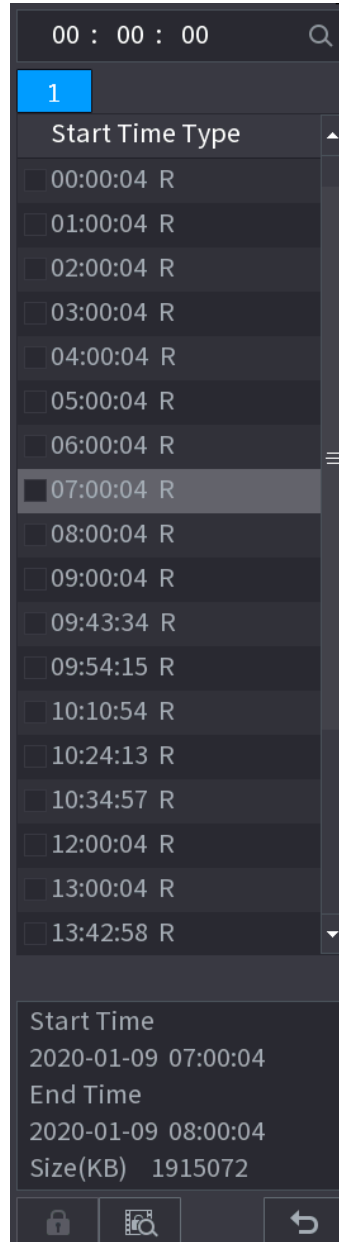 00 : 00 : 00
1
Start Time Type
00:00:04 R
01:00:04 R
02:00:04 R
03:00:04 R
04:00:04 R
05:00:04 R
06:00:04 R
07:00:04 R
08:00:04 R
09:00:04 R
09:43:34 R
09:54:15 R
10:10:54 R
10:24:13 R
10:34:57 R
12:00:04 R
13:00:04 R
13:42:58 R
Start Time
2020-01-09 07:00:04
End Time
2020-01-09 08:00:04
Size(KB) 1915072